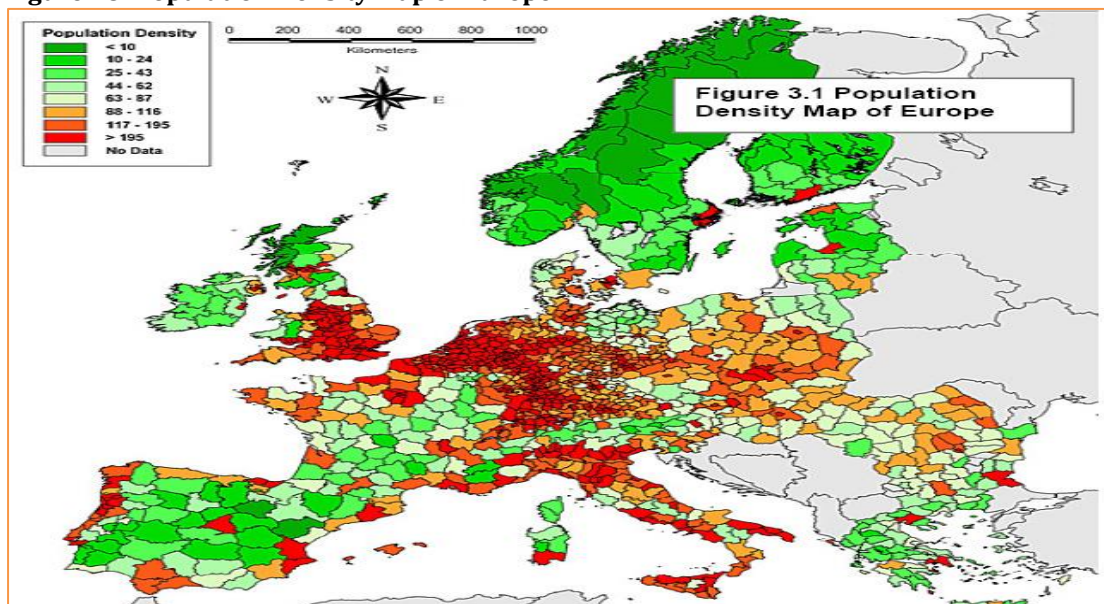 Population Density
< 10
10 - 24
25 - 43
44 - 62
63 - 87
88 - 116
117 - 195
> 195
No Data
0 200 400 600 800 1000
Kilometers
N
W E
S
Figure 3.1 Population
Density Map of Europe